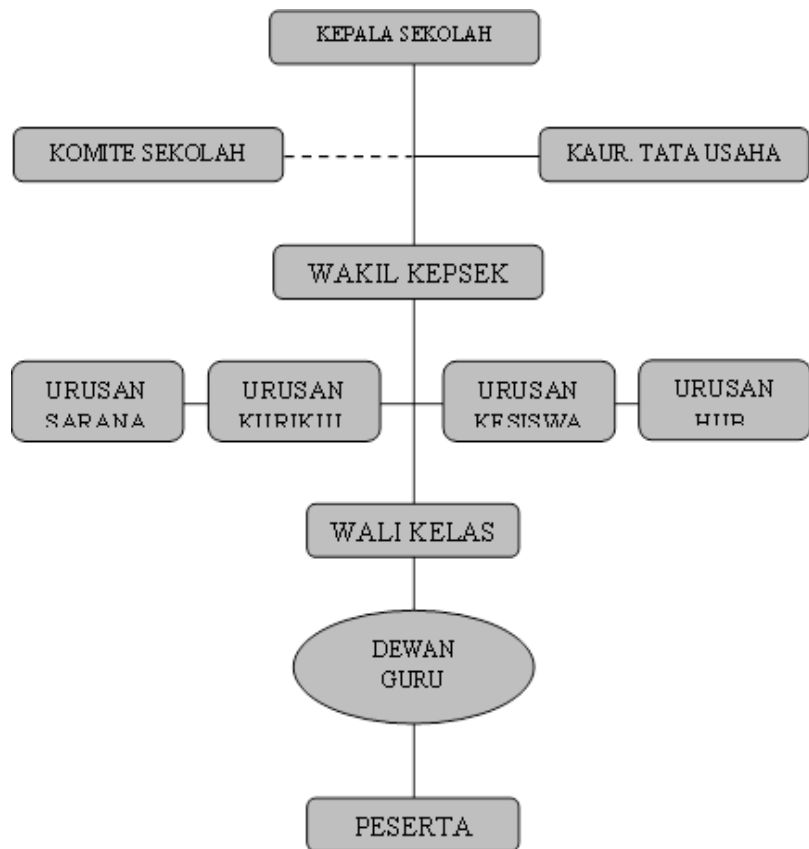 KEPALA SEKOLAH
KOMITE SEKOLAH
KAUR. TATA USAHA
WAKIL KEPSEK
URUSAN
SARANA
URUSAN
KURIKUL
URUSAN
KESISWA
URUSAN
HUB
WALI KELAS
DEWAN
GURU
PESERTA